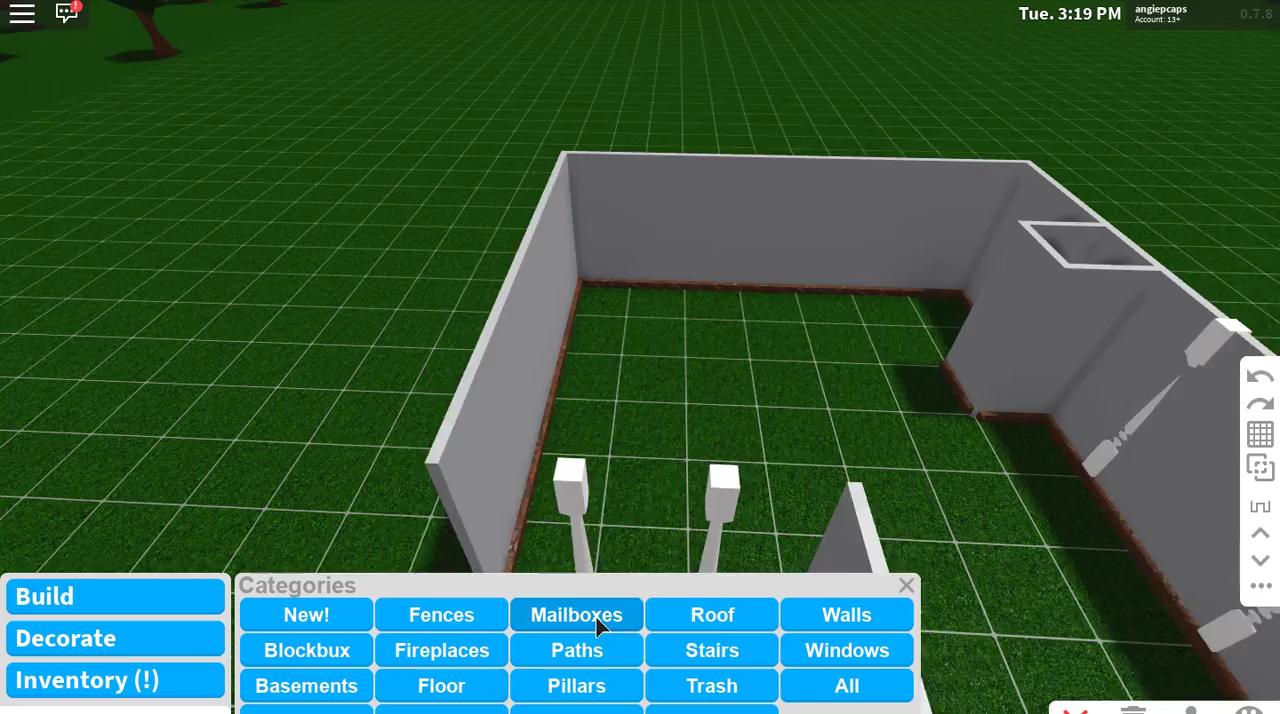 !
Tue. 3:19 PM
angiepcaps
Account: 13+
0.7.8
Build
Decorate
Inventory (!)
Categories
New! Fences Mailboxes Roof Walls
Blockbux Fireplaces Paths Stairs Windows
Basements Floor Pillars Trash All